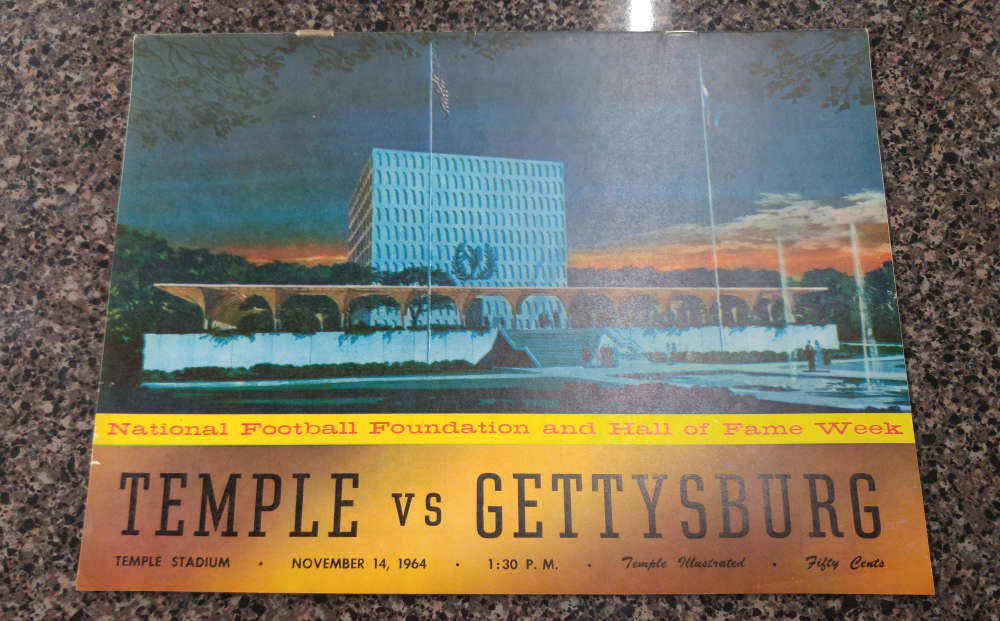 National Football Foundation and Hall of Fame Week
TEMPLE VS GETTYSBURG
TEMPLE STADIUM • NOVEMBER 14, 1964 • 1:30 P. M. • Temple Illustrated • Fifty Cents